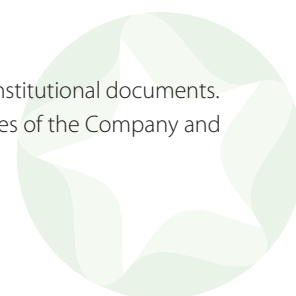 nstitutional documents.
es of the Company and